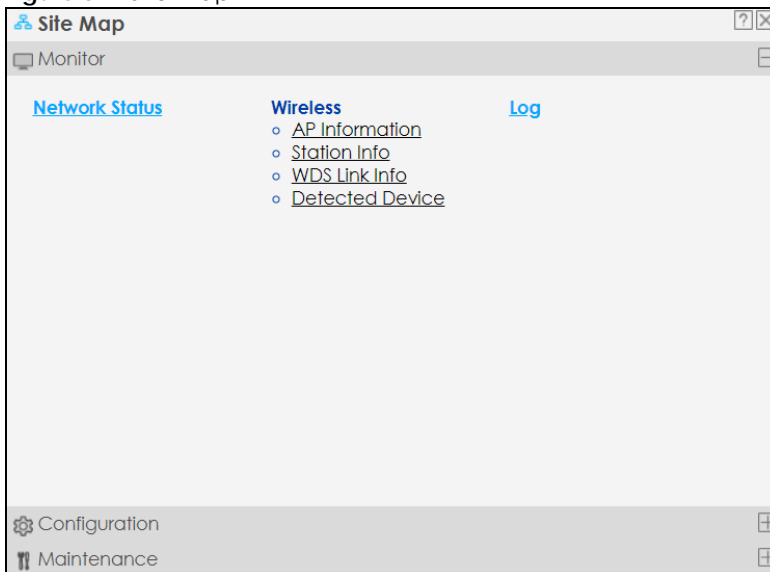 Site Map
Monitor
Network Status
Wireless
AP Information
Station Info
WDS Link Info
Detected Device
Log
Configuration
Maintenance